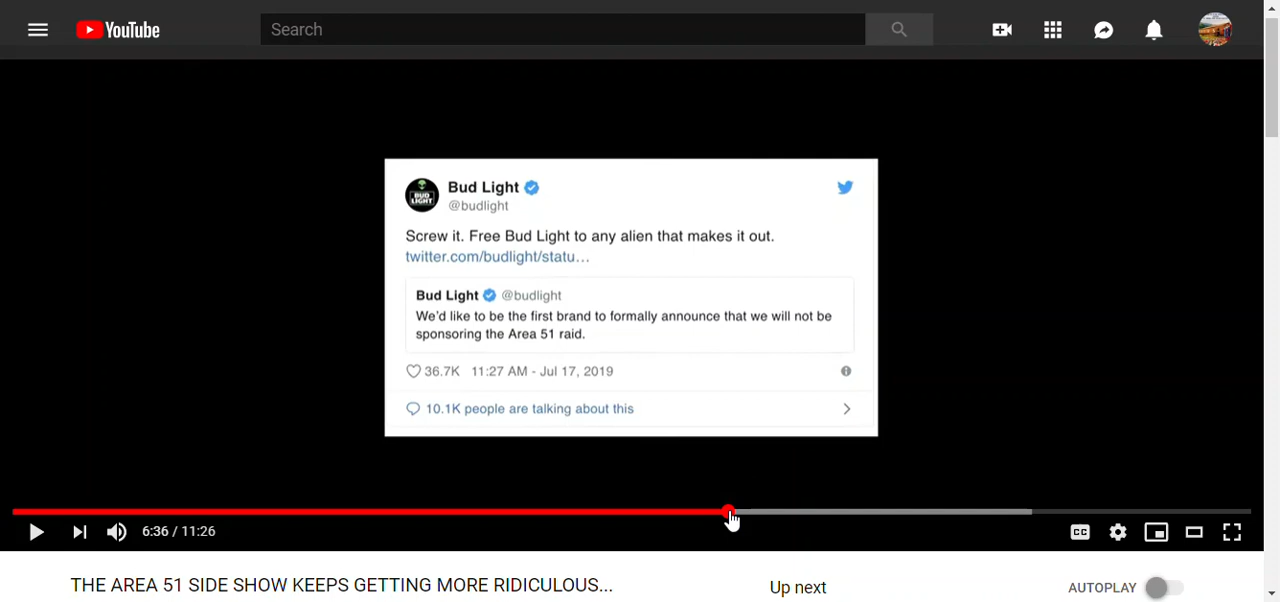 YouTube
Search
BUD
LIGHT
Bud Light
@budlight
Screw it. Free Bud Light to any alien that makes it out.
twitter.com/budlight/statu...
Bud Light @budlight
We'd like to be the first brand to formally announce that we will not be
sponsoring the Area 51 raid.
36.7K 11:27 AM - Jul 17, 2019
10.1K people are talking about this
6:36 / 11:26
CC
THE AREA 51 SIDE SHOW KEEPS GETTING MORE RIDICULOUS...
Up next
AUTOPLAY